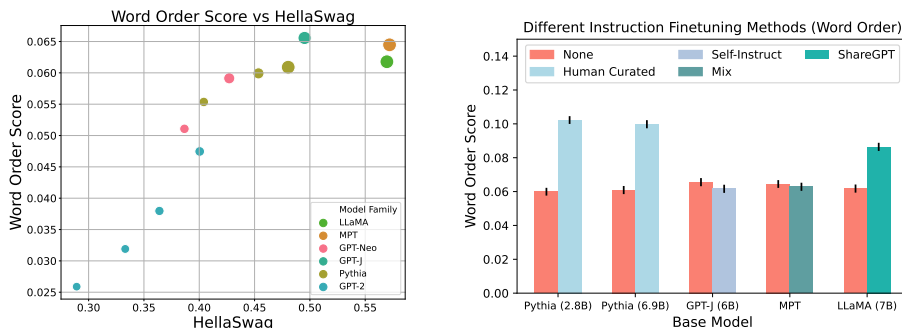 Word Order Score vs HellaSwag
Word Order Score
0.065
0.060
0.055
0.050
0.045
0.040
0.035
0.030
0.025
Model Family
LLaMA
MPT
GPT-Neo
GPT-J
Pythia
GPT-2
0.30 0.35 0.40 0.45 0.50 0.55
HellaSwag
Different Instruction Finetuning Methods (Word Order)
None Self-Instruct ShareGPT
Human Curated Mix
Word Order Score
0.14
0.12
0.10
0.08
0.06
0.04
0.02
0.00
Pythia (2.8B) Pythia (6.9B) GPT-J (6B) MPT LLaMA (7B)
Base Model